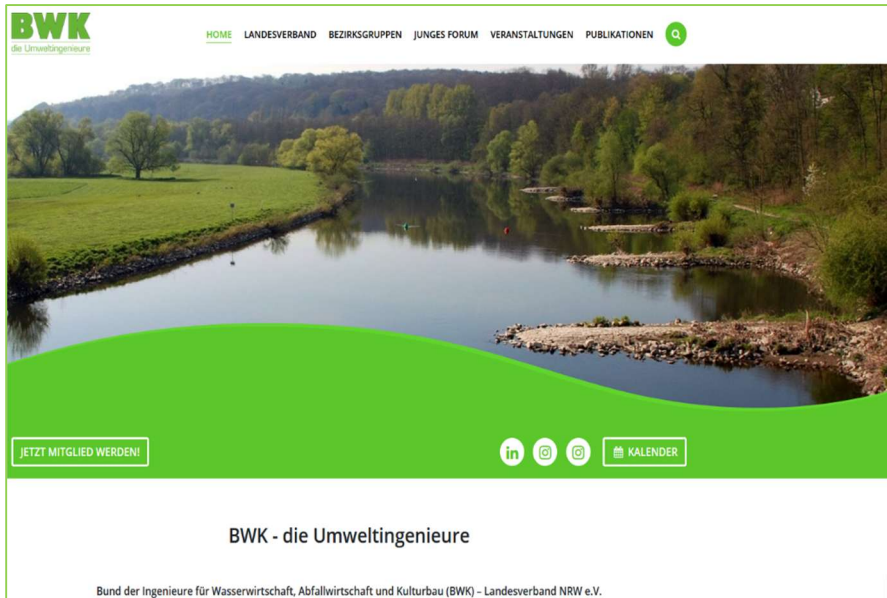 BWK
die Umweltingenieure
HOME LANDESVERBAND BEZIRKSGRUPPEN JUNGES FORUM VERANSTALTUNGEN PUBLIKATIONEN
JETZT MITGLIED WERDEN!
in
KALENDER
BWK - die Umweltingenieure
Bund der Ingenieure für Wasserwirtschaft, Abfallwirtschaft und Kulturbau (BWK) – Landesverband NRW e.V.